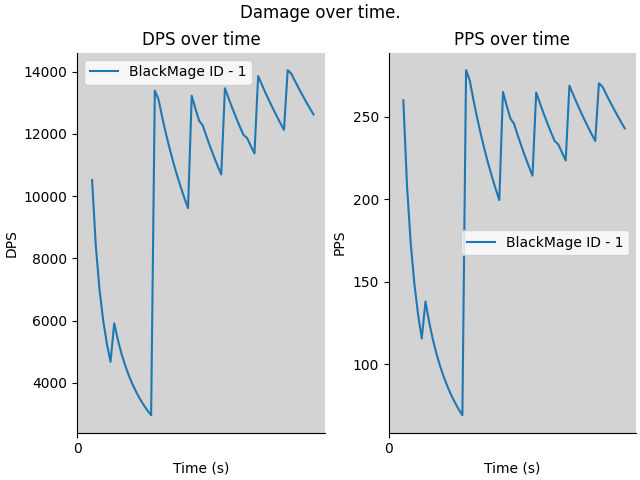 Damage over time.
DPS over time
PPS over time
BlackMage ID - 1
14000
12000
10000
8000
6000
4000
DPS
0
Time (s)
BlackMage ID - 1
250
200
150
100
PPS
0
Time (s)